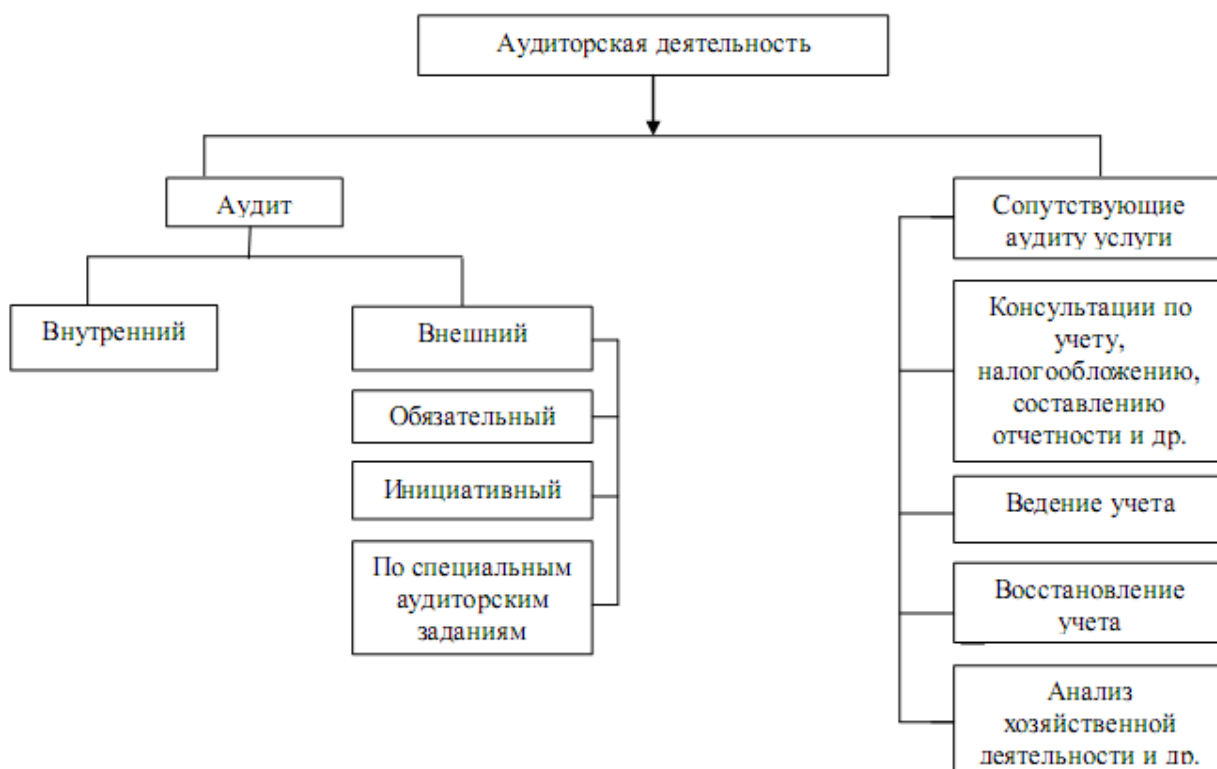 Аудиторская деятельность
Аудит
Внутренний
Внешний
Обязательный
Инициативный
По специальным
аудиторским
заданиям
Сопутствующие
аудиту услуги
Консультации по
учету,
налогообложению,
составлению
отчетности и др.
Ведение учета
Восстановление
учета
Анализ
хозяйственной
деятельности и др.